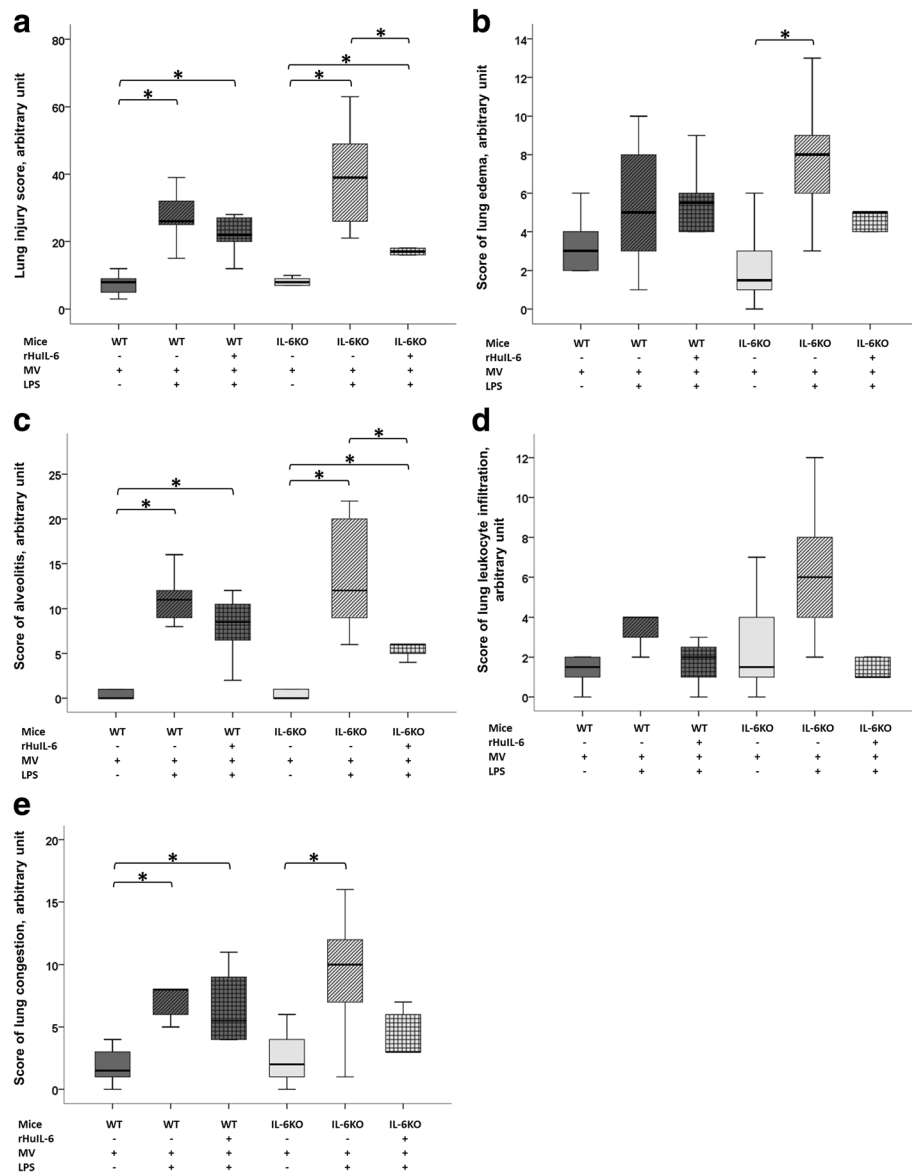 a
Lung injury score, arbitrary unit
80
60
40
20
0
*
*
*
*
*
Mice WT WT WT IL-6KO IL-6KO IL-6KO
rHuIL-6 - - + - - +
MV + + + + + +
LPS - + + - + +
b
Score of lung edema, arbitrary unit
14
12
10
8
6
4
2
0
*
Mice WT WT WT IL-6KO IL-6KO IL-6KO
rHuIL-6 - - + - - +
MV + + + + + +
LPS - + + - + +
c
Score of alveolitis, arbitrary unit
25
20
15
10
5
0
*
*
*
*
*
Mice WT WT WT IL-6KO IL-6KO IL-6KO
rHuIL-6 - - + - - +
MV + + + + + +
LPS - + + - + +
d
Score of lung leukocyte infiltration,
arbitrary unit
12
10
8
6
4
2
0
Mice WT WT WT IL-6KO IL-6KO IL-6KO
rHuIL-6 - - + - - +
MV + + + + + +
LPS - + + - + +
e
Score of lung congestion, arbitrary unit
20
15
10
5
0
*
*
*
Mice WT WT WT IL-6KO IL-6KO IL-6KO
rHuIL-6 - - + - - +
MV + + + + + +
LPS - + + - + +